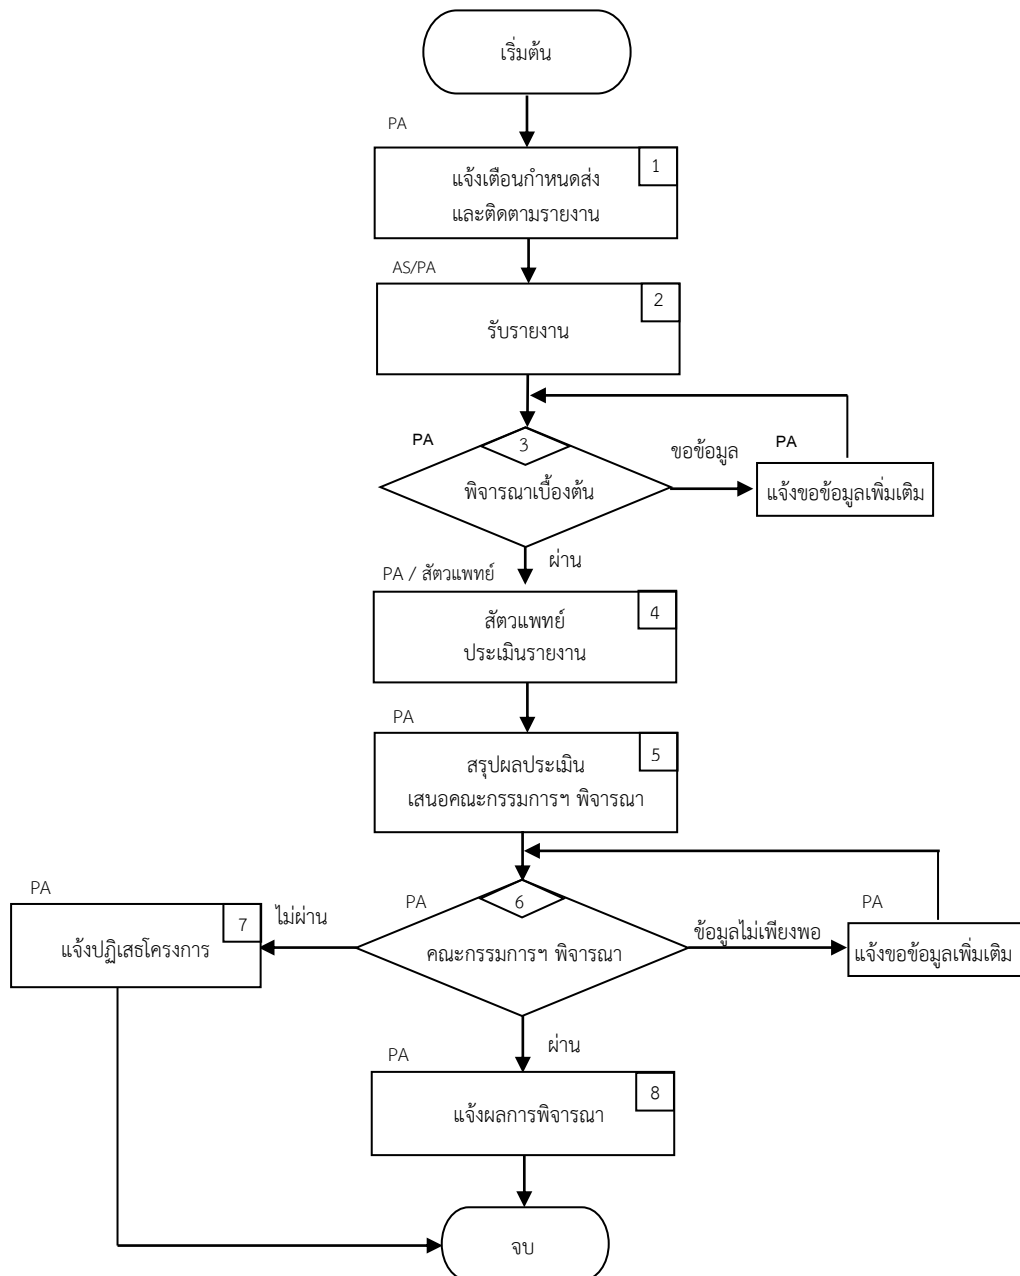 เริ่มต้น
PA
1
แจ้งเตือนกำหนดส่ง
และติดตามรายงาน
AS/PA
2
รับรายงาน
PA
3
ขอข้อมูล
PA
พิจารณาเบื้องต้น
แจ้งขอข้อมูลเพิ่มเติม
ผ่าน
PA / สัตวแพทย์
4
สัตวแพทย์
ประเมินรายงาน
PA
5
สรุปผลประเมิน
เสนอคณะกรรมการฯ พิจารณา
PA
7
ไม่ผ่าน
แจ้งปฏิเสธโครงการ
PA
6
คณะกรรมการฯ พิจารณา
ข้อมูลไม่เพียงพอ
PA
แจ้งขอข้อมูลเพิ่มเติม
ผ่าน
PA
8
แจ้งผลการพิจารณา
จบ